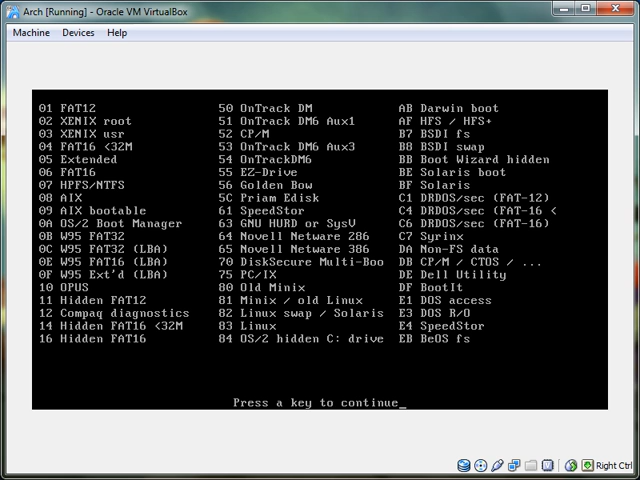 Arch [Running] - Oracle VM VirtualBox
Machine Devices Help
01 FAT12 50 OnTrack DM AB Darwin boot
02 XENIX root 51 OnTrack DM6 Aux1 AF HFS / HFS+
03 XENIX usr 52 CP/M B7 BSDI fs
04 FAT16 <32M 53 OnTrack DM6 Aux3 B8 BSDI swap
05 Extended 54 OnTrackDM6 BB Boot Wizard hidden
06 FAT16 55 EZ-Drive BE Solaris boot
07 HPFS/NTFS 56 Golden Bow BF Solaris
08 AIX 5C Priam Edisk C1 DRDOS/sec (FAT-12)
09 AIX bootable 61 SpeedStor C4 DRDOS/sec (FAT-16 <
0A OS/2 Boot Manager 63 GNU HURD or SysV C6 DRDOS/sec (FAT-16)
0B W95 FAT32 64 Novell Netware 286 C7 Syrinx
0C W95 FAT32 (LBA) 65 Novell Netware 386 DA Non-FS data
0E W95 FAT16 (LBA) 70 DiskSecure Multi-Boo DB CP/M / CTOS / ...
0F W95 Ext'd (LBA) 75 PC/IX DE Dell Utility
10 OPUS 80 Old Minix DF BootIt
11 Hidden FAT12 81 Minix / old Linux E1 DOS access
12 Compaq diagnostics 82 Linux swap / Solaris E3 DOS R/O
14 Hidden FAT16 <32M 83 Linux E4 SpeedStor
16 Hidden FAT16 84 OS/2 hidden C: drive EB BeOS fs
Press a key to continue_
Right Ctrl